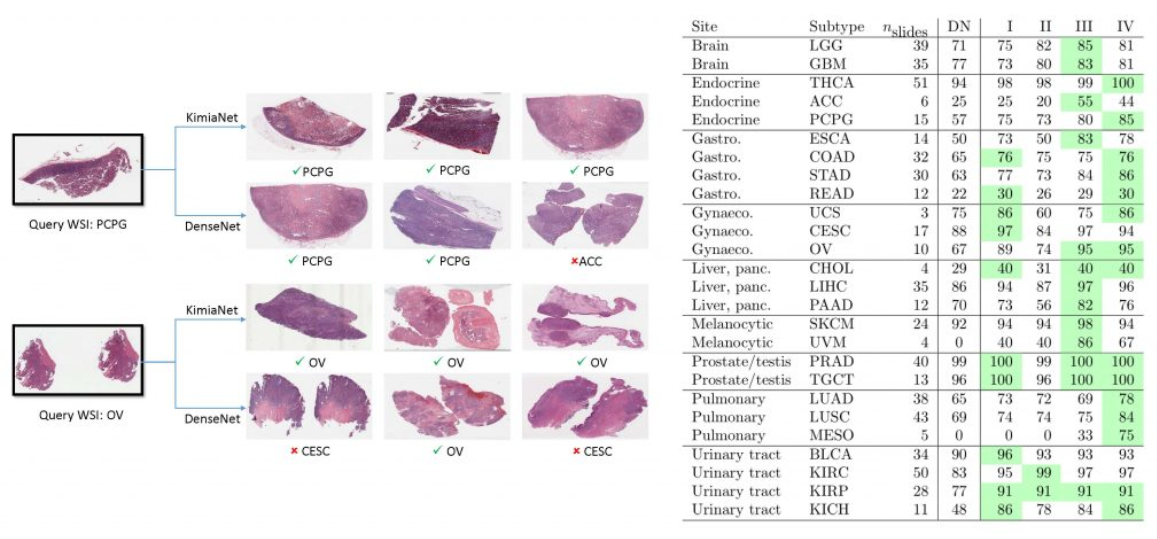 KimiaNet
✓ PCPG
✓ PCPG
✓ PCPG
Query WSI: PCPG
DenseNet
✓ PCPG
✓ PCPG
✘ ACC
KimiaNet
✓ OV
✓ OV
✓ OV
Query WSI: OV
DenseNet
✘ CESC
✓ OV
✘ CESC
Site Subtype nslides DN I II III IV
Brain LGG 39 71 75 82 85 81
Brain GBM 35 77 73 80 83 81
Endocrine THCA 51 94 98 98 99 100
Endocrine ACC 6 25 25 20 55 44
Endocrine PCPG 15 57 75 73 80 85
Gastro. ESCA 14 50 73 50 83 78
Gastro. COAD 32 65 76 75 75 76
Gastro. STAD 30 63 77 73 84 86
Gastro. READ 12 22 30 26 29 30
Gynaeco. UCS 3 75 86 60 75 86
Gynaeco. CESC 17 88 97 84 97 94
Gynaeco. OV 10 67 89 74 95 95
Liver, panc. CHOL 4 29 40 31 40 40
Liver, panc. LIHC 35 86 94 87 97 96
Liver, panc. PAAD 12 70 73 56 82 76
Melanocytic SKCM 24 92 94 94 98 94
Melanocytic UVM 4 0 40 40 86 67
Prostate/testis PRAD 40 99 100 99 100 100
Prostate/testis TGCT 13 96 100 96 100 100
Pulmonary LUAD 38 65 73 72 69 78
Pulmonary LUSC 43 69 74 74 75 84
Pulmonary MESO 5 0 0 0 33 75
Urinary tract BLCA 34 90 96 93 93 93
Urinary tract KIRC 50 83 95 99 97 97
Urinary tract KIRP 28 77 91 91 91 91
Urinary tract KICH 11 48 86 78 84 86